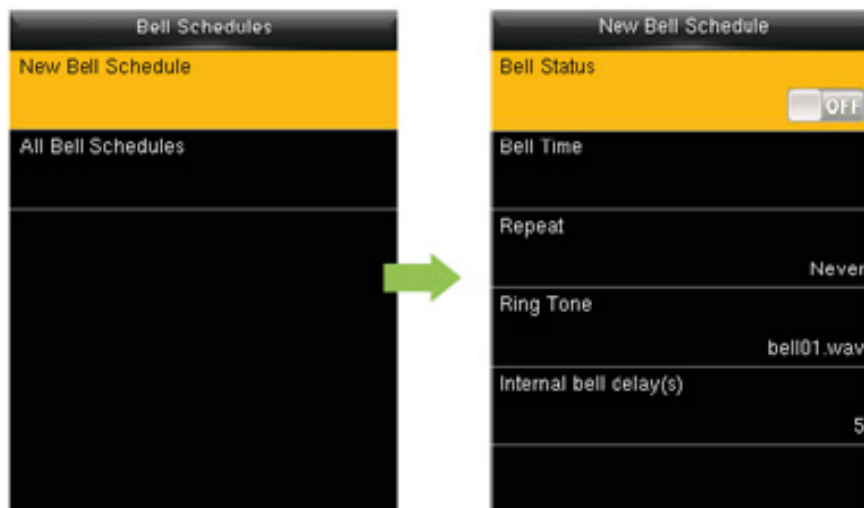 Bell Schedules
New Bell Schedule
All Bell Schedules
New Bell Schedule
Bell Status
OFF
Bell Time
Repeat
Never
Ring Tone
bell01.wav
Internal bell delay(s)
5